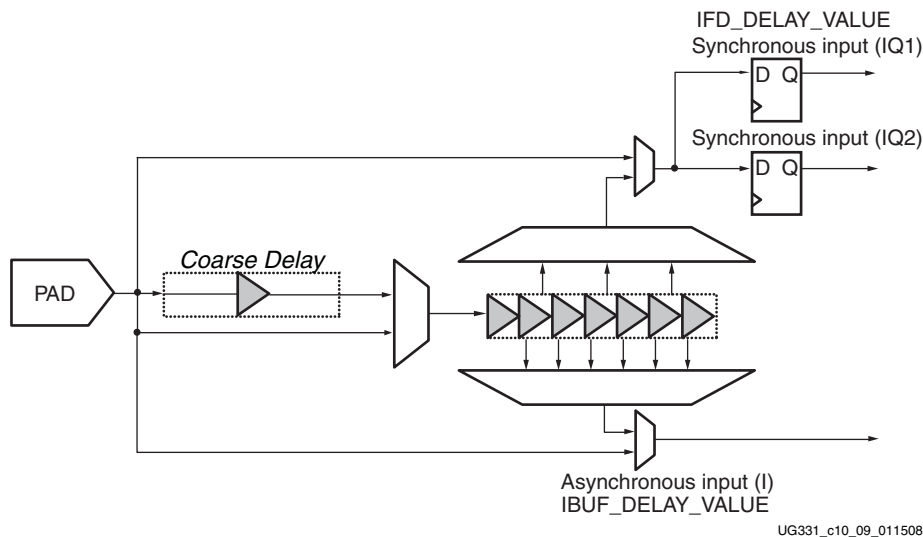 IFD_DELAY_VALUE
Synchronous input (IQ1)
D Q
Synchronous input (IQ2)
D Q
Coarse Delay
PAD
Asynchronous input (I)
IBUF_DELAY_VALUE
UG331_c10_09_011508